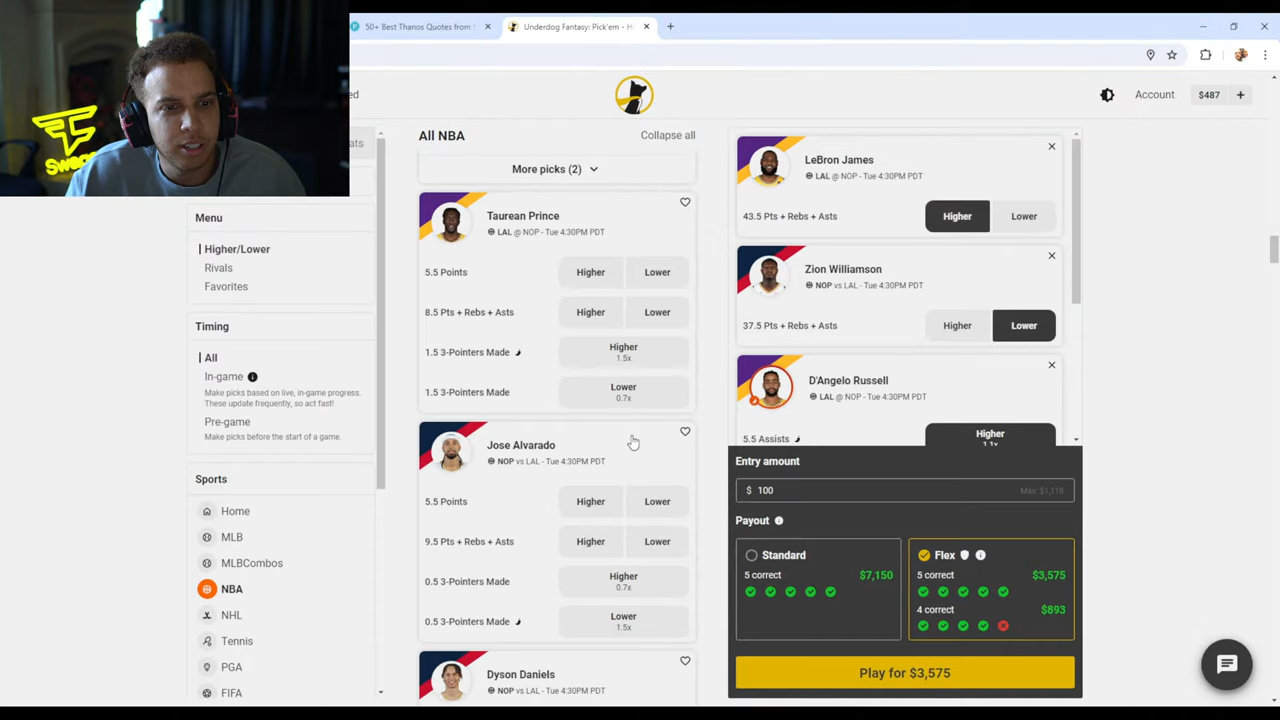 50+ Best Thanos Quotes from
Underdog Fantasy: Pick'em - H
Account
$487 +
All NBA
Collapse all
More picks (2)
Taurean Prince
LAL @ NOP - Tue 4:30PM PDT
5.5 Points
Higher
Lower
8.5 Pts + Rebs + Asts
Higher
Lower
1.5 3-Pointers Made
Higher
1.5x
1.5 3-Pointers Made
Lower
0.7x
Jose Alvarado
NOP vs LAL - Tue 4:30PM PDT
5.5 Points
Higher
Lower
9.5 Pts + Rebs + Asts
Higher
Lower
0.5 3-Pointers Made
Higher
0.7x
0.5 3-Pointers Made
Lower
1.5x
Dyson Daniels
NOP vs LAL - Tue 4:30PM PDT
LeBron James
LAL @ NOP - Tue 4:30PM PDT
43.5 Pts + Rebs + Asts
Higher
Lower
Zion Williamson
NOP vs LAL - Tue 4:30PM PDT
37.5 Pts + Rebs + Asts
Higher
Lower
D'Angelo Russell
LAL @ NOP - Tue 4:30PM PDT
5.5 Assists
Higher
1.1x
Entry amount
$ 100
Max: $1,118
Payout
Standard
5 correct
$7,150
Flex
5 correct
$3,575
4 correct
$893
Play for $3,575
Menu
Higher/Lower
Rivals
Favorites
Timing
All
In-game
Make picks based on live, in-game progress.
These update frequently, so act fast!
Pre-game
Make picks before the start of a game.
Sports
Home
MLB
MLBCombos
NBA
NHL
Tennis
PGA
FIFA